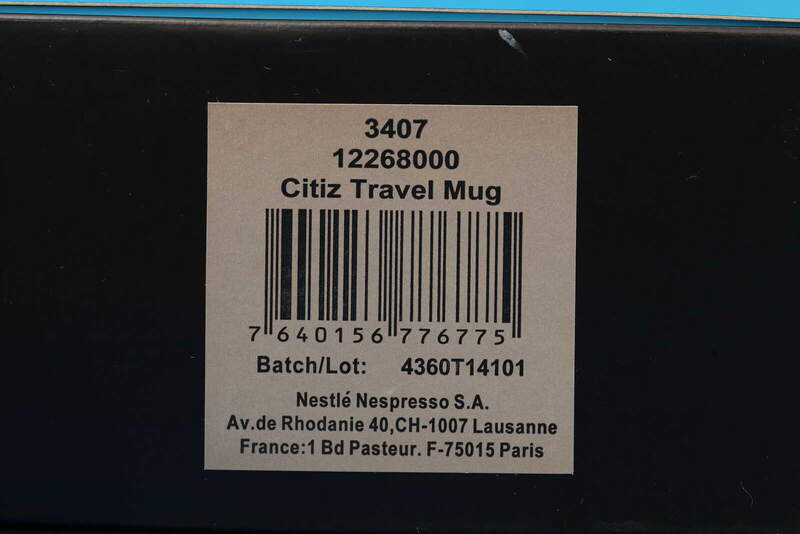 3407
12268000
Citiz Travel Mug
7 640156 776775
Batch/Lot: 4360T14101
Nestlé Nespresso S.A.
Av.de Rhodanie 40,CH-1007 Lausanne
France:1 Bd Pasteur. F-75015 Paris